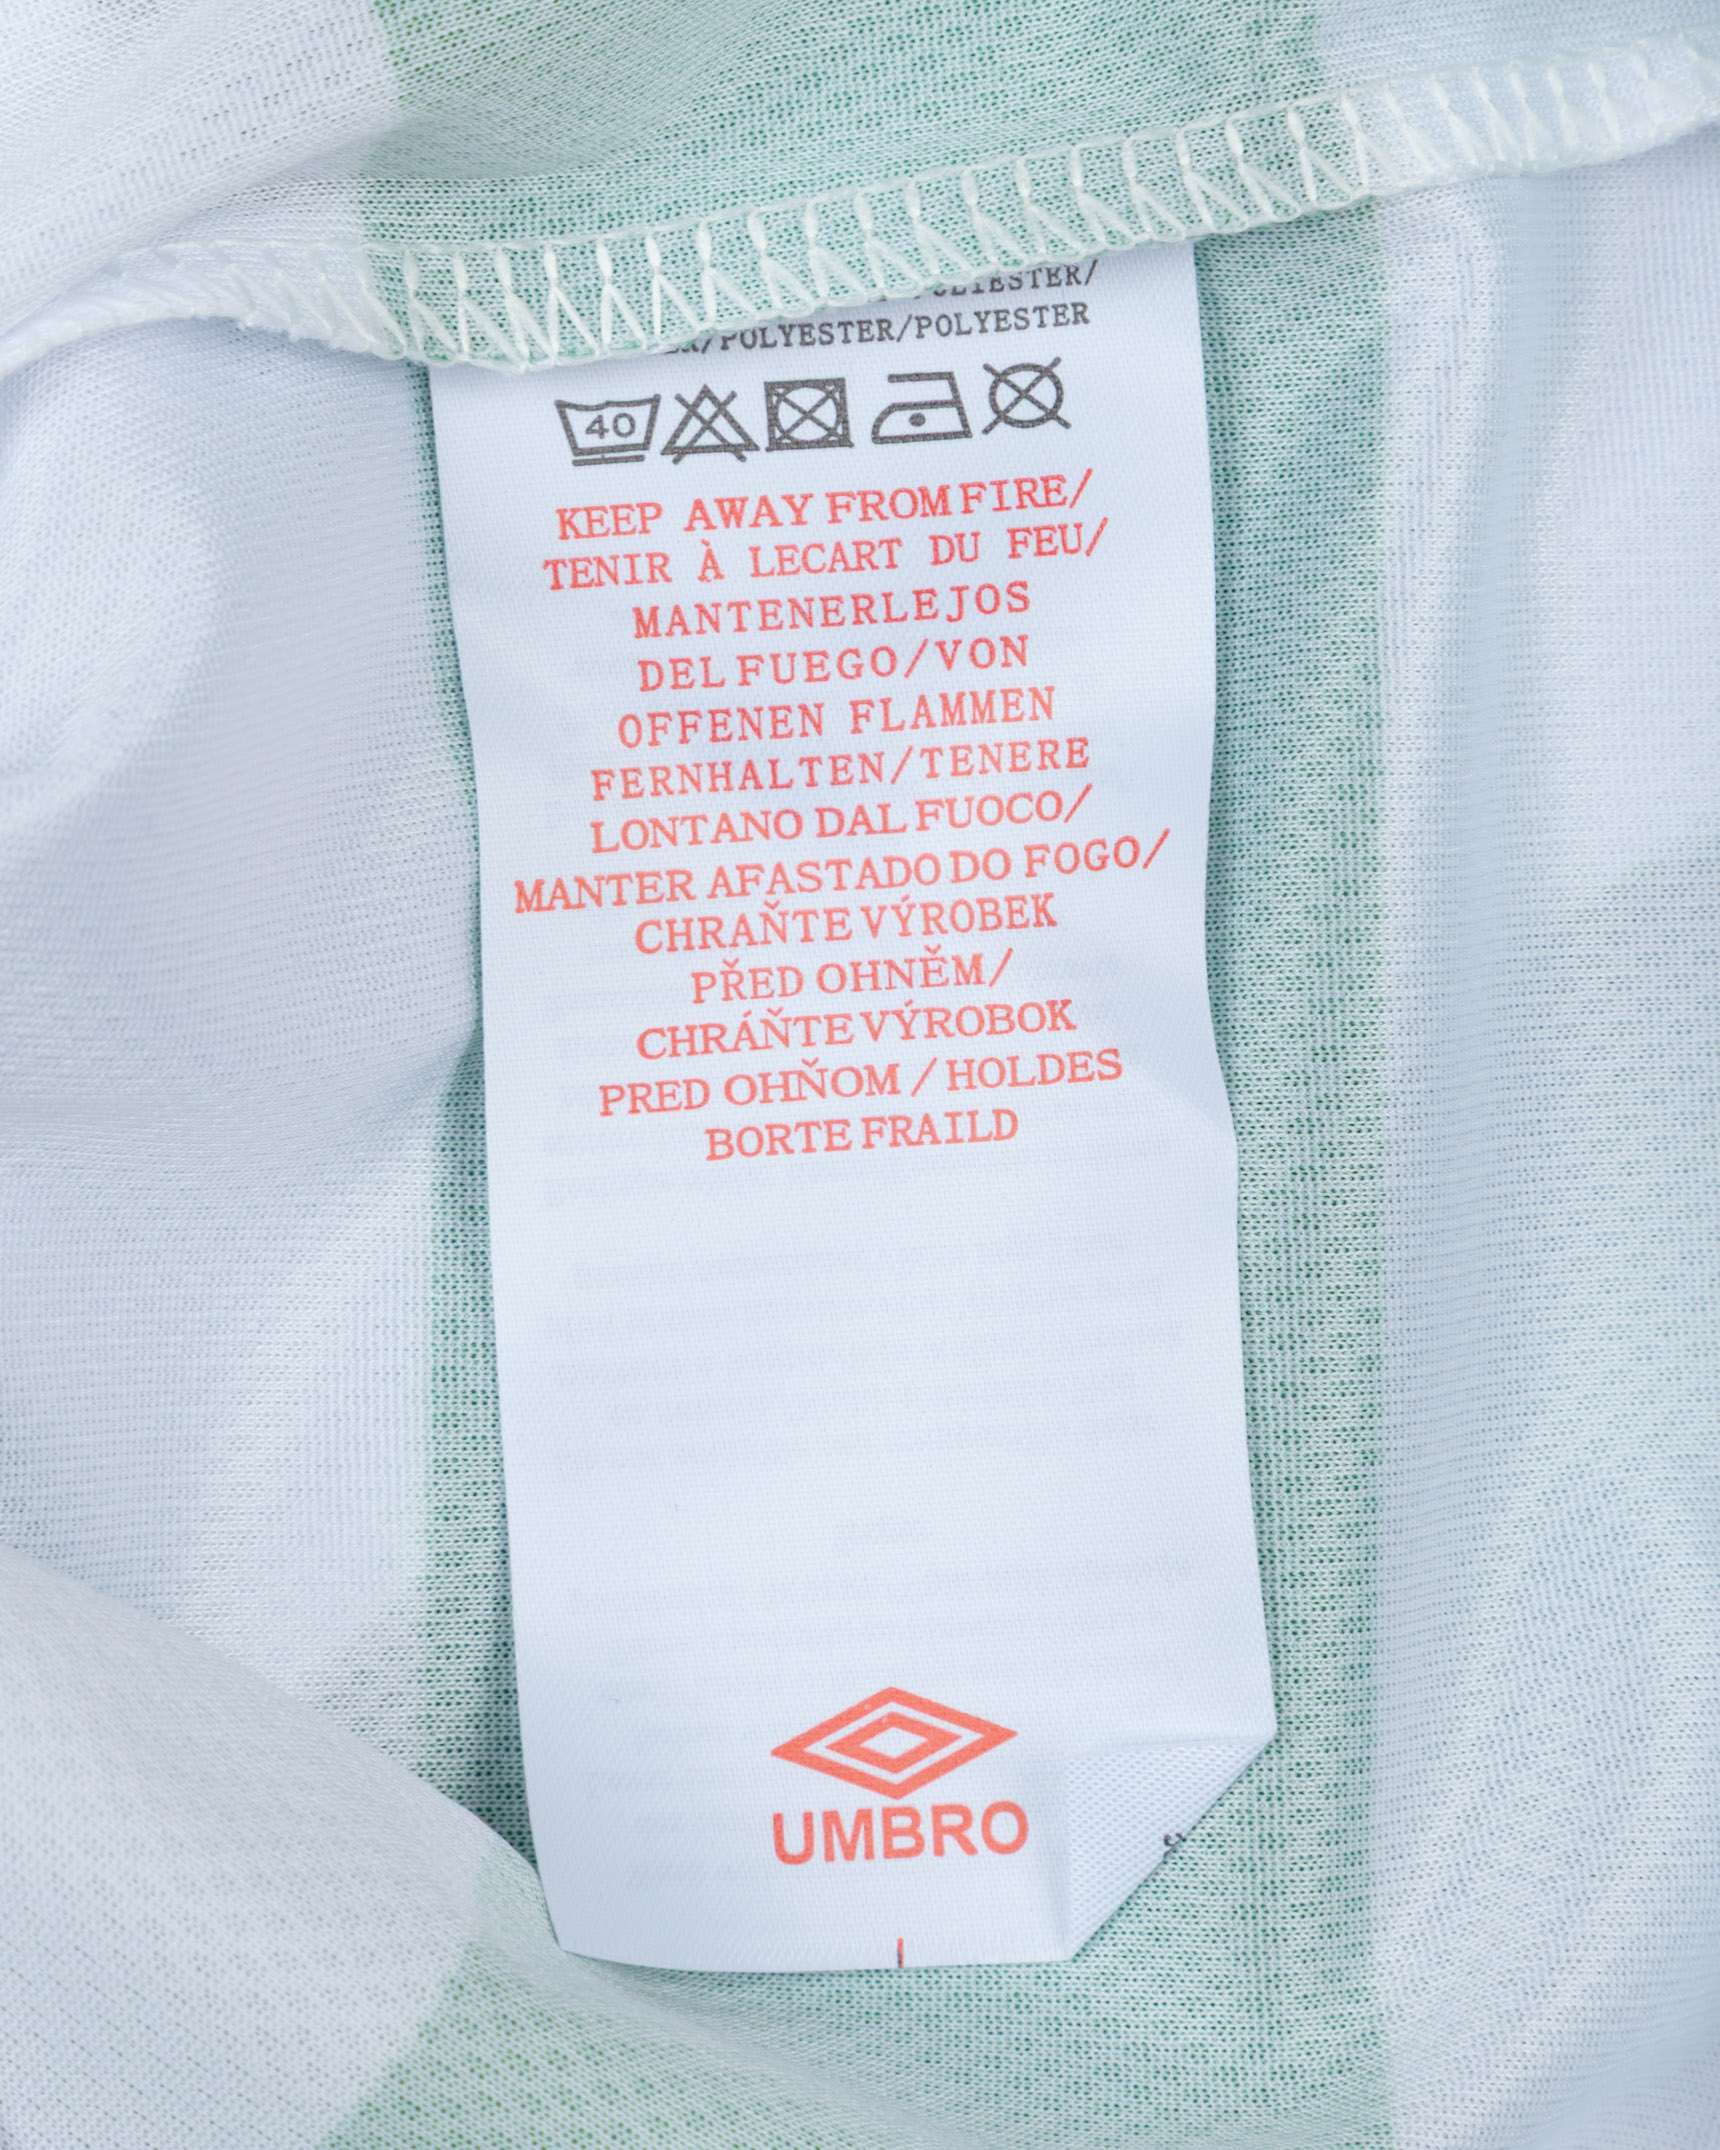 POLYESTER/
/POLYESTER/POLYESTER
40
KEEP AWAY FROM FIRE/
TENIR À LECART DU FEU/
MANTENERLEJOS
DEL FUEGO/VON
OFFENEN FLAMMEN
FERNHALTEN/TENERE
LONTANO DAL FUOCO/
MANTER AFASTADO DO FOGO/
CHRAŇTE VÝROBEK
PŘED OHNĚM/
CHRÁŇTE VÝROBOK
PRED OHŇOM / HOLDES
BORTE FRAILD
UMBRO